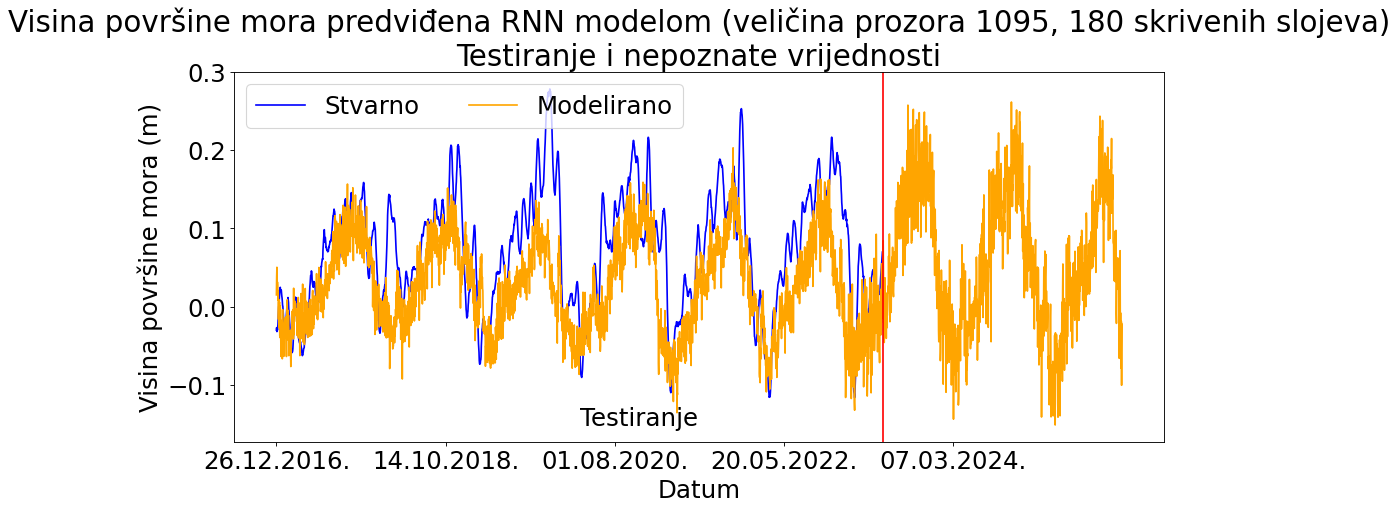 Visina površine mora predviđena RNN modelom (veličina prozora 1095, 180 skrivenih slojeva)
Testiranje i nepoznate vrijednosti
Stvarno Modelirano
Visina površine mora (m)
0.3
0.2
0.1
0.0
−0.1
Testiranje
26.12.2016. 14.10.2018. 01.08.2020. 20.05.2022. 07.03.2024.
Datum